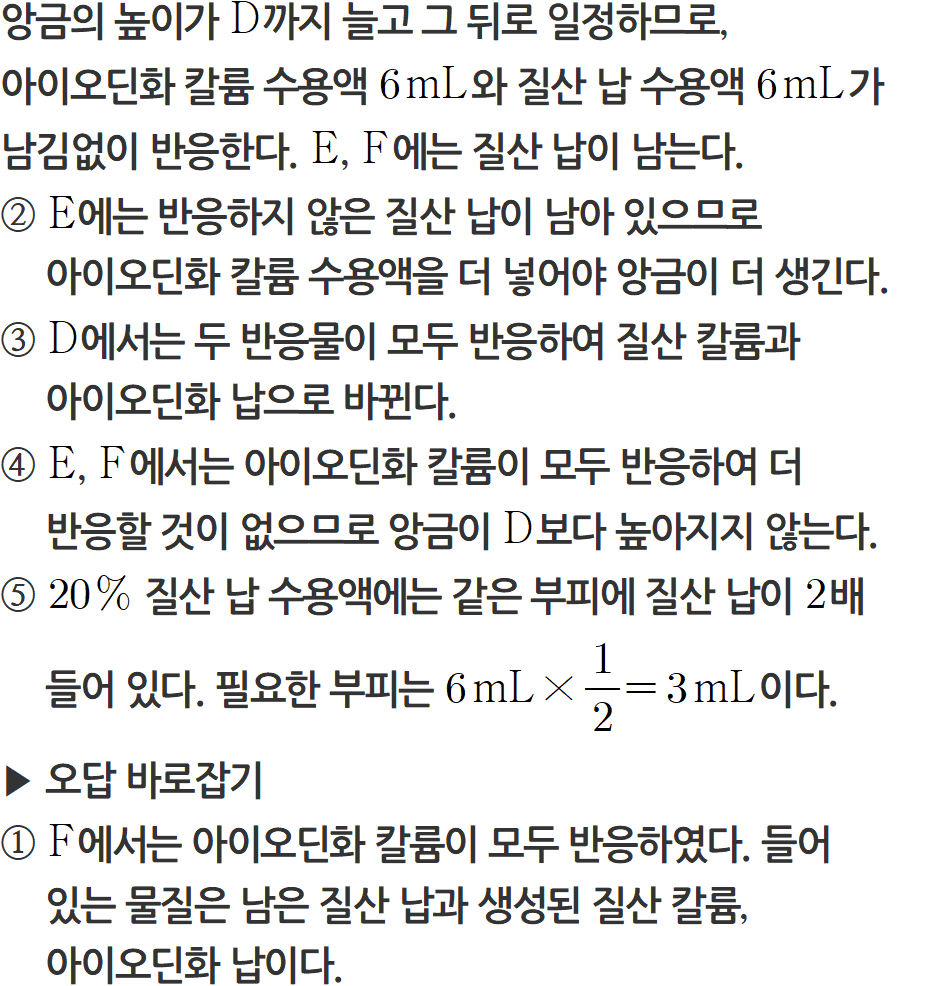 앙금의 높이가 D까지 늘고 그 뒤로 일정하므로,
아이오딘화 칼륨 수용액 6mL와 질산 납 수용액 6mL가
남김없이 반응한다. E, F에는 질산 납이 남는다.
② E에는 반응하지 않은 질산 납이 남아 있으므로
아이오딘화 칼륨 수용액을 더 넣어야 앙금이 더 생긴다.
③ D에서는 두 반응물이 모두 반응하여 질산 칼륨과
아이오딘화 납으로 바뀐다.
④ E, F에서는 아이오딘화 칼륨이 모두 반응하여 더
반응할 것이 없으므로 앙금이 D보다 높아지지 않는다.
⑤ 20% 질산 납 수용액에는 같은 부피에 질산 납이 2배
들어 있다. 필요한 부피는 6mL × 1/2 = 3mL이다.
▶ 오답 바로잡기
① F에서는 아이오딘화 칼륨이 모두 반응하였다. 들어
있는 물질은 남은 질산 납과 생성된 질산 칼륨,
아이오딘화 납이다.